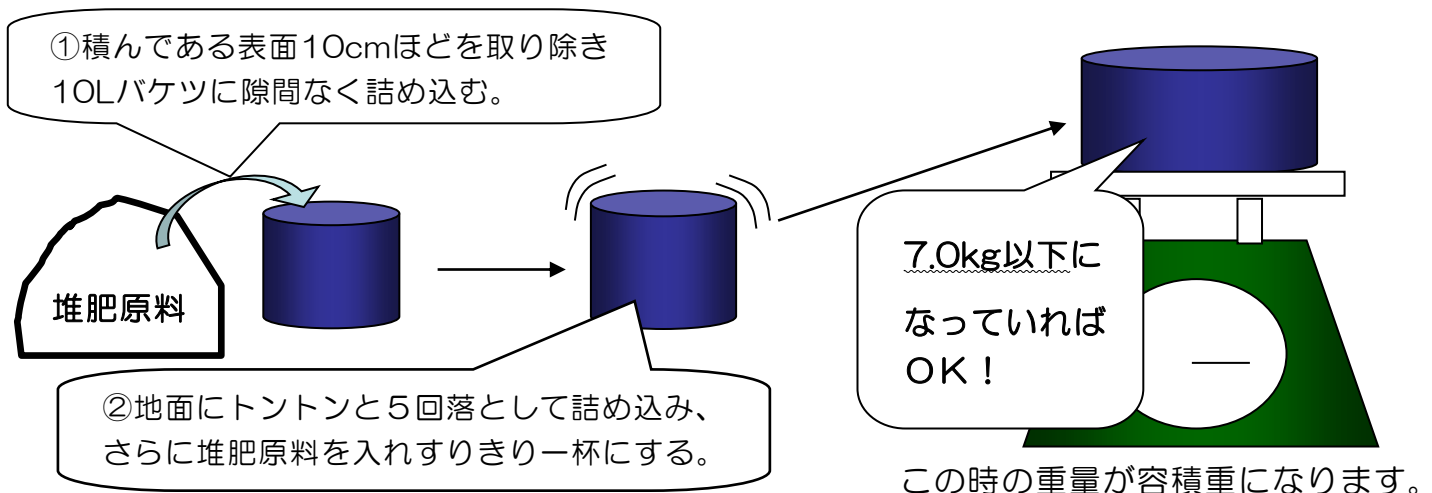 ①積んである表面10cmほどを取り除き
10Lバケツに隙間なく詰め込む。
堆肥原料
②地面にトントンと5回落として詰め込み、
さらに堆肥原料を入れすりきり一杯にする。
7.0kg以下に
なっていれば
OK!
この時の重量が容積重になります。